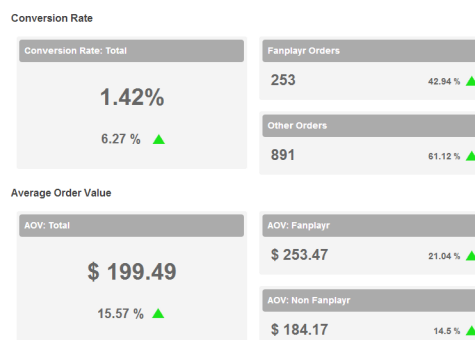 Conversion Rate
Conversion Rate: Total
1.42%
6.27 %
Fanplayr Orders
253
42.94 %
Other Orders
891
61.12 %
Average Order Value
AOV: Total
$ 199.49
15.57 %
AOV: Fanplayr
$ 253.47
21.04 %
AOV: Non Fanplayr
$ 184.17
14.5 %